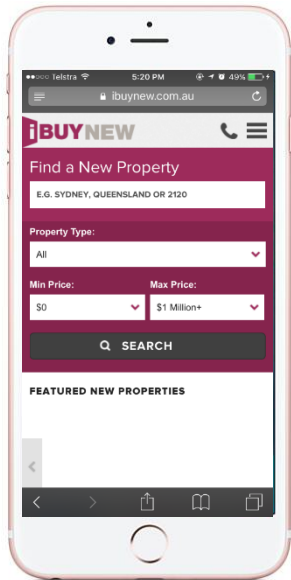 Telstra 5:20 PM 49%
ibuynew.com.au
iBUYNEW
Find a New Property
E.G. SYDNEY, QUEENSLAND OR 2120
Property Type:
All
Min Price: Max Price:
$0 $1 Million+
SEARCH
FEATURED NEW PROPERTIES